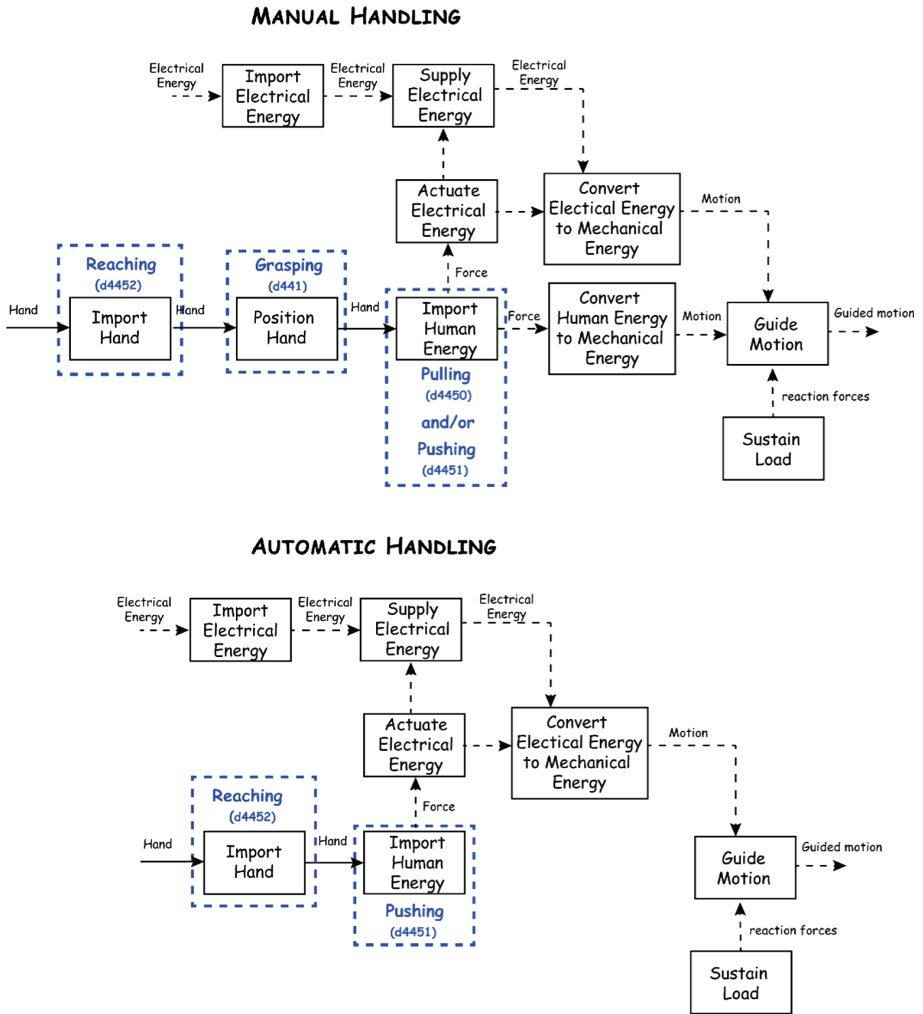 MANUAL HANDLING
Electrical
Energy
Import
Electrical
Energy
Electrical
Energy
Supply
Electrical
Energy
Electrical
Energy
Actuate
Electrical
Energy
Convert
Electical Energy
to Mechanical
Energy
Motion
Force
Hand
Reaching
(d4452)
Import
Hand
Hand
Grasping
(d441)
Position
Hand
Hand
Import
Human
Energy
Pulling
(d4450)
and/or
Pushing
(d4451)
Force
Convert
Human Energy
to Mechanical
Energy
Motion
Guide
Motion
Guided motion
reaction forces
Sustain
Load
AUTOMATIC HANDLING
Electrical
Energy
Import
Electrical
Energy
Electrical
Energy
Supply
Electrical
Energy
Electrical
Energy
Actuate
Electrical
Energy
Convert
Electical Energy
to Mechanical
Energy
Motion
Force
Hand
Reaching
(d4452)
Import
Hand
Hand
Import
Human
Energy
Pushing
(d4451)
Guide
Motion
Guided motion
reaction forces
Sustain
Load